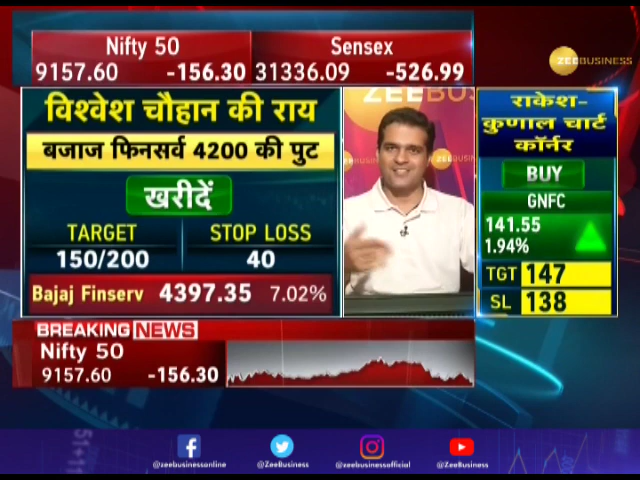 Nifty 50
Sensex
9157.60 -156.30
31336.09 -526.99
ZEEBUSINESS
विश्वेश चौहान की राय
बजाज फिनसर्व 4200 की पुट
खरीदें
TARGET
STOP LOSS
150/200
40
Bajaj Finserv 4397.35 7.02%
ZEEBUSINESS
राकेश-
कुणाल चार्ट
कॉर्नर
BUY
GNFC
141.55
1.94%
TGT 147
SL 138
BREAKING NEWS
Nifty 50
9157.60 -156.30
@zeebusinessonline
@ZeeBusiness
@zeebusinessofficial
@ZeeBusiness